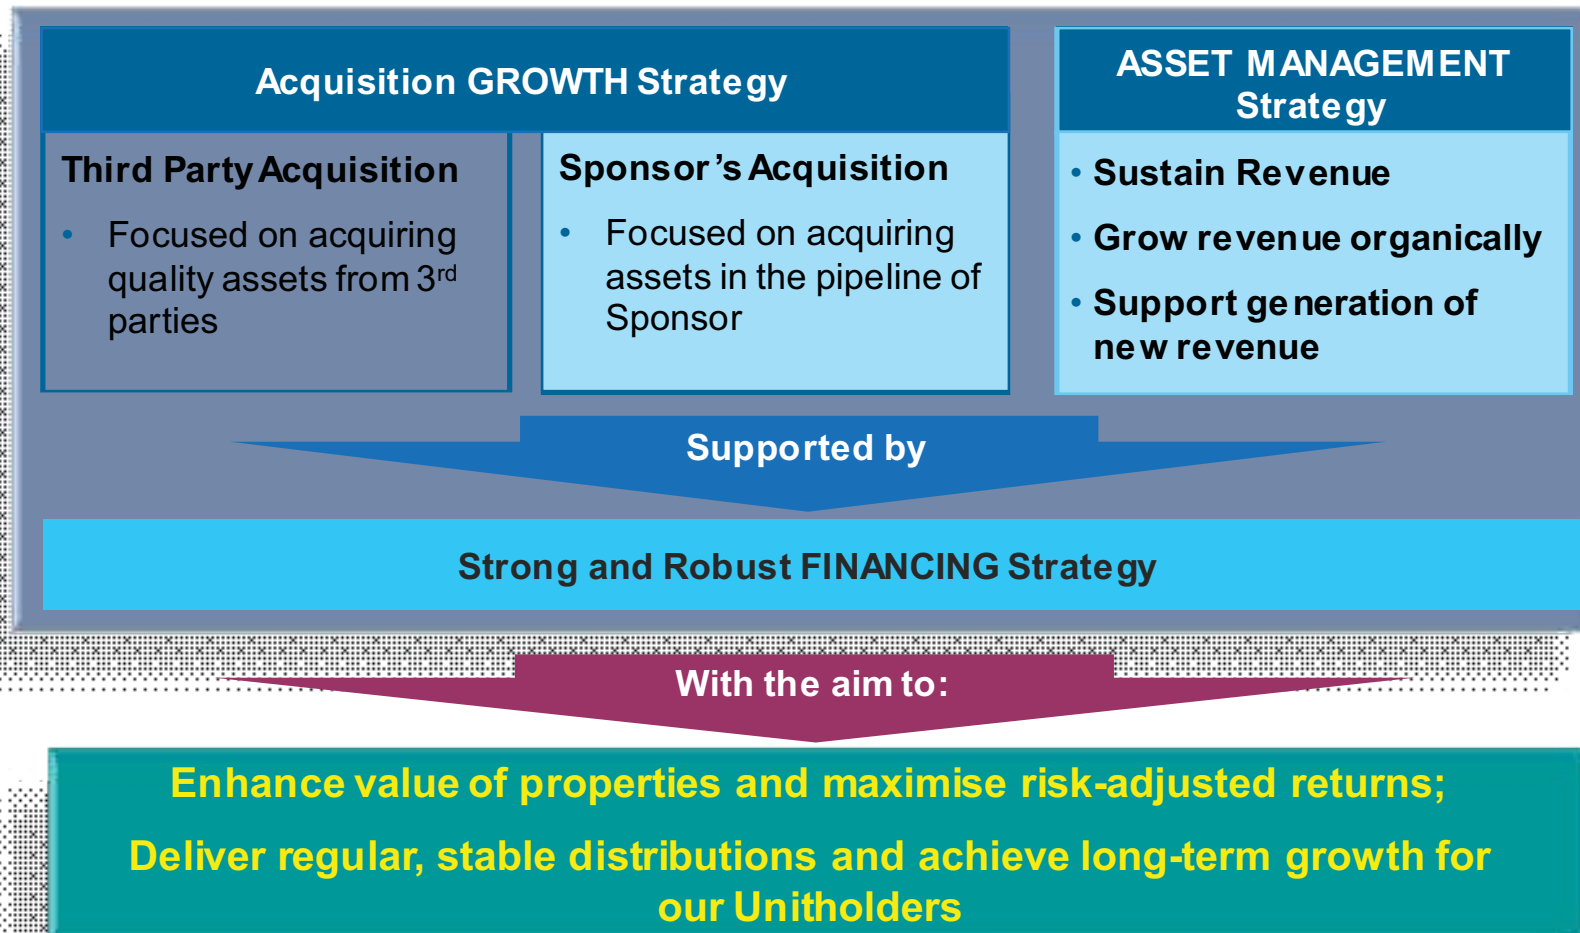 Acquisition GROWTH Strategy
Third Party Acquisition
• Focused on acquiring
quality assets from 3rd
parties
Sponsor's Acquisition
• Focused on acquiring
assets in the pipeline of
Sponsor
ASSET MANAGEMENT
Strategy
• Sustain Revenue
• Grow revenue organically
• Support generation of
new revenue
Supported by
Strong and Robust FINANCING Strategy
With the aim to:
Enhance value of properties and maximise risk-adjusted returns;
Deliver regular, stable distributions and achieve long-term growth for
our Unitholders